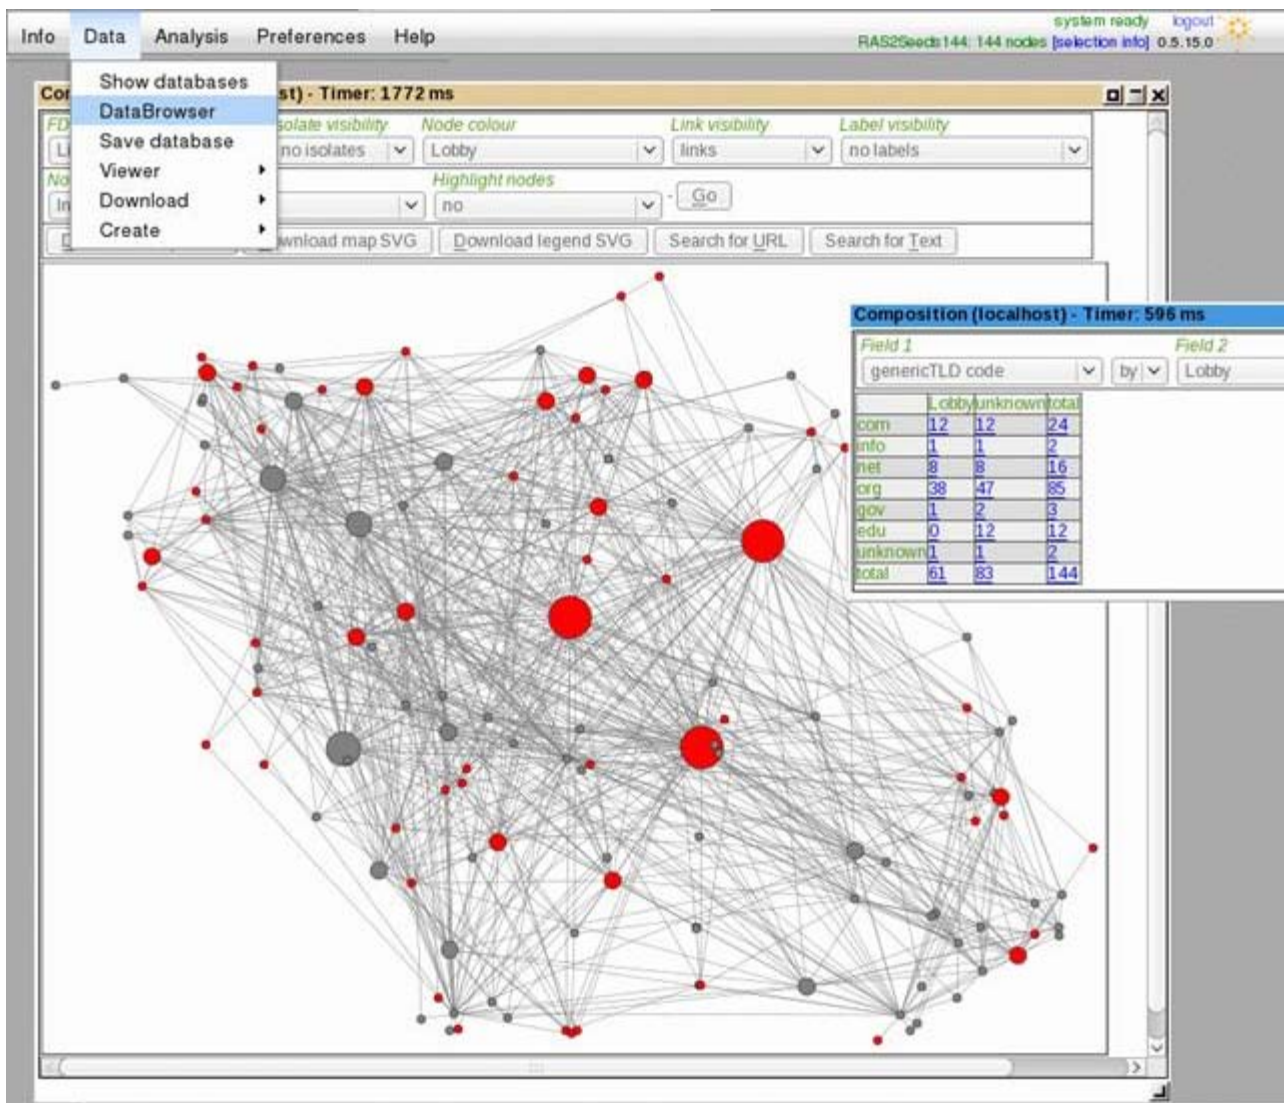 Info Data Analysis Preferences Help
system ready logout
RAS2Seeds144: 144 nodes [selection info] 0.5.15.0
Show databases
DataBrowser
Save database
Viewer
Download
Create
st) - Timer: 1772 ms
Isolate visibility Node colour Link visibility Label visibility
no isolates Lobby links no labels
Highlight nodes
no - Go
map SVG Download legend SVG Search for URL Search for Text
Composition (localhost) - Timer: 596 ms
Field 1 Field 2
genericTLD code by Lobby
Lobby unknown total
com 12 12 24
info 1 1 2
net 8 8 16
org 38 47 85
gov 1 2 3
edu 0 12 12
unknown 1 1 2
total 61 83 144